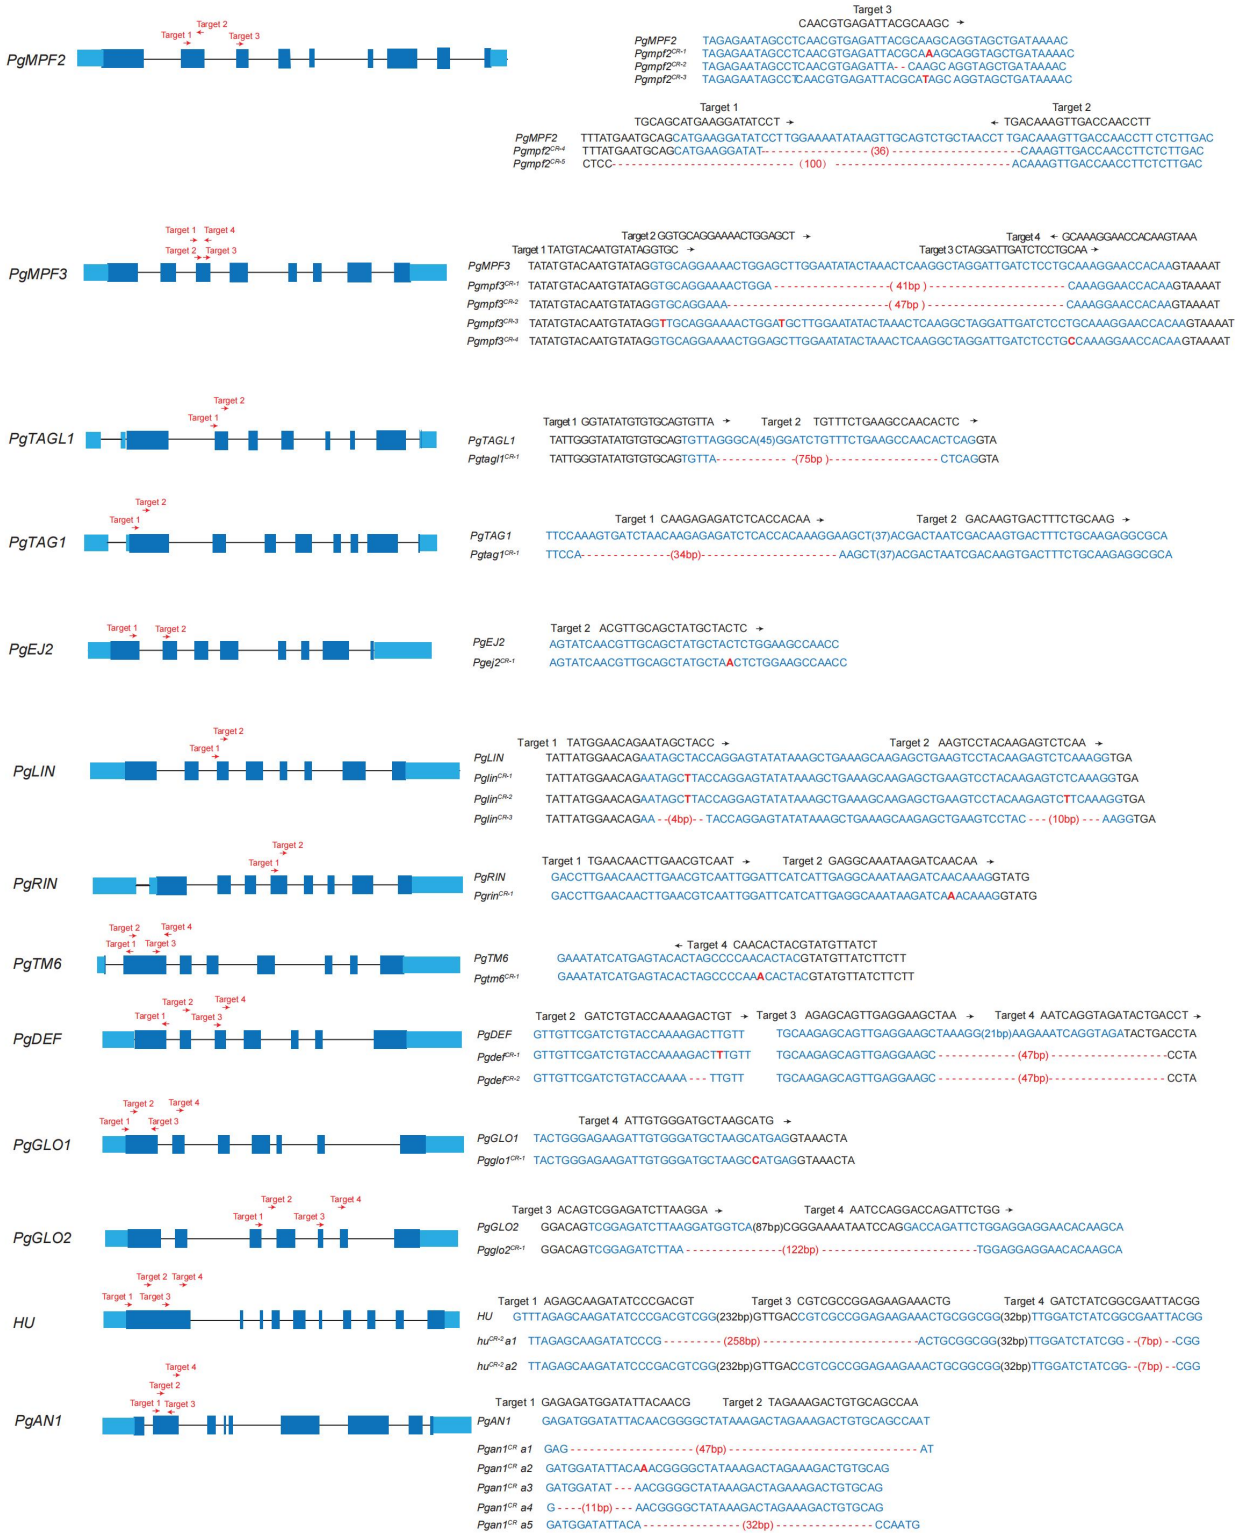 Target 3
CAACGTGAGATTACGCAAGC →
Target 2
Target 1
Target 3
PgMPF2
PgMPF2 TAGAGAATAGCCTCAACGTGAGATTACGCAAGCAGGTAGCTGATAAAAC
Pgmpf2CR-1 TAGAGAATAGCCTCAACGTGAGATTACGCAAAGCAGGTAGCTGATAAAAC
Pgmpf2CR-2 TAGAGAATAGCCTCAACGTGAGATTA--CAAGCAGGTAGCTGATAAAAC
Pgmpf2CR-3 TAGAGAATAGCCTCAACGTGAGATTACGCATAGCAGGTAGCTGATAAAAC
Target 1 Target 2
TGCAGCATGAAGGATATCCT → ← TGACAAAGTTGACCAACCTT
PgMPF2 TTTATGAATGCAGCATGAAGGATATCCTTGGAAAATATAAGTTGCAGTCTGCTAACCTTGACAAAGTTGACCAACCTTCTCTTGAC
Pgmpf2CR-4 TTTATGAATGCAGCATGAAGGATAT----(36)----CAAAGTTGACCAACCTTCTCTTGAC
Pgmpf2CR-5 CTCC----(100)----ACAAAGTTGACCAACCTTCTCTTGAC
Target 1 Target 4
Target 2 Target 3
PgMPF3
Target 2 GGTGCAGGAAAACTGGAGCT → Target 4 ← GCAAAGGAACCACAAGTAAA
Target 1 TATGTACAATGTATAGGTGC → Target 3 CTAGGATTGATCTCCTGCAA →
PgMPF3 TATATGTACAATGTATAGGTGCAGGAAAACTGGAGCTTGGAATATACTAAACTCAAGGCTAGGATTGATCTCCTGCAAAGGAACCACAAGTAAAAT
Pgmpf3CR-1 TATATGTACAATGTATAGGTGCAGGAAAACTGGA----(41bp)----CAAAGGAACCACAAGTAAAAT
Pgmpf3CR-2 TATATGTACAATGTATAGGTGCAGGAAA----(47bp)----CAAAGGAACCACAAGTAAAAT
Pgmpf3CR-3 TATATGTACAATGTATAGGTTGCAGGAAAACTGGATGCTTGGAATATACTAAACTCAAGGCTAGGATTGATCTCCTGCAAAGGAACCACAAGTAAAAT
Pgmpf3CR-4 TATATGTACAATGTATAGGTGCAGGAAAACTGGAGCTTGGAATATACTAAACTCAAGGCTAGGATTGATCTCCTGCCAAAGGAACCACAAGTAAAAT
Target 2
Target 1
PgTAGL1
Target 1 GGTATATGTGTGCAGTGTTA → Target 2 TGTTTCTGAAGCCAACACTC →
PgTAGL1 TATTGGGTATATGTGTGCAGTGTTAGGGCA(45)GGATCTGTTTCTGAAGCCAACACTCAGGTA
Pgtagl1CR-1 TATTGGGTATATGTGTGCAGTGTTA----(75bp)----CTCAGGTA
Target 2
Target 1
PgTAG1
Target 1 CAAGAGAGATCTCACCACAA → Target 2 GACAAGTGACTTTCTGCAAG →
PgTAG1 TTCCAAAGTGATCTAACAAGAGAGATCTCACCACAAAGGAAGCT(37)ACGACTAATCGACAAGTGACTTTCTGCAAGAGGCGCA
Pgtag1CR-1 TTCCA----(34bp)----AAGCT(37)ACGACTAATCGACAAGTGACTTTCTGCAAGAGGCGCA
Target 1 Target 2
PgEJ2
Target 2 ACGTTGCAGCTATGCTACTC →
PgEJ2 AGTATCAACGTTGCAGCTATGCTACTCTGGAAGCCAACC
Pgej2CR-1 AGTATCAACGTTGCAGCTATGCTAACTCTGGAAGCCAACC
Target 2
Target 1
PgLIN
Target 1 TATGGAACAGAATAGCTACC → Target 2 AAGTCCTACAAGAGTCTCAA →
PgLIN TATTATGGAACAGAATAGCTACCAGGAGTATATAAAGCTGAAAGCAAGAGCTGAAGTCCTACAAGAGTCTCAAAGGTGA
Pglin CR-1 TATTATGGAACAGAATAGCTTACCAGGAGTATATAAAGCTGAAAGCAAGAGCTGAAGTCCTACAAGAGTCTCAAAGGTGA
Pglin CR-2 TATTATGGAACAGAATAGCTTACCAGGAGTATATAAAGCTGAAAGCAAGAGCTGAAGTCCTACAAGAGTCTTCAAAGGTGA
Pglin CR-3 TATTATGGAACAGAA--(4bp)--TACCAGGAGTATATAAAGCTGAAAGCAAGAGCTGAAGTCCTAC---(10bp)---AAGGTGA
Target 2
Target 1
PgRIN
Target 1 TGAACAACTTGAACGTCAAT → Target 2 GAGGCAAATAAGATCAACAA →
PgRIN GACCTTGAACAACTTGAACGTCAATTGGATTCATCATTGAGGCAAATAAGATCAACAAAGGTATG
PgrinCR-1 GACCTTGAACAACTTGAACGTCAATTGGATTCATCATTGAGGCAAATAAGATCAAACAAAGGTATG
Target 2 Target 4
Target 1 Target 3
PgTM6
← Target 4 CAACACTACGTATGTTATCT
PgTM6 GAAATATCATGAGTACACTAGCCCCAACACTACGTATGTTATCTTCTT
Pgtm6CR-1 GAAATATCATGAGTACACTAGCCCCAAACACTACGTATGTTATCTTCTT
Target 2 Target 4
Target 1 Target 3
PgDEF
Target 2 GATCTGTACCAAAAGACTGT → Target 3 AGAGCAGTTGAGGAAGCTAA → Target 4 AATCAGGTAGATACTGACCT →
PgDEF GTTGTTCGATCTGTACCAAAAGACTTGTT TGCAAGAGCAGTTGAGGAAGCTAAAGG(21bp)AAGAAATCAGGTAGATACTGACCTA
PgdefCR-1 GTTGTTCGATCTGTACCAAAAGACTTTGTT TGCAAGAGCAGTTGAGGAAGC----(47bp)----CCTA
PgdefCR-2 GTTGTTCGATCTGTACCAAAA---TTGTT TGCAAGAGCAGTTGAGGAAGC----(47bp)----CCTA
Target 2 Target 4
Target 1 Target 3
PgGLO1
Target 4 ATTGTGGGATGCTAAGCATG →
PgGLO1 TACTGGGAGAAGATTGTGGGATGCTAAGCATGAGGTAAACTA
Pgglo1CR-1 TACTGGGAGAAGATTGTGGGATGCTAAGCCATGAGGTAAACTA
Target 2 Target 4
Target 1 Target 3
PgGLO2
Target 3 ACAGTCGGAGATCTTAAGGA → Target 4 AATCCAGGACCAGATTCTGG →
PgGLO2 GGACAGTCGGAGATCTTAAGGATGGTCA(87bp)CGGGAAAATAATCCAGGACCAGATTCTGGAGGAGGAACACAAGCA
Pgglo2CR-1 GGACAGTCGGAGATCTTAA----(122bp)----TGGAGGAGGAACACAAGCA
Target 2 Target 4
Target 1 Target 3
HU
Target 1 AGAGCAAGATATCCCGACGT Target 3 CGTCGCCGGAGAAGAAACTG Target 4 GATCTATCGGCGAATTACGG
HU GTTTAGAGCAAGATATCCCGACGTCGG(232bp)GTTGACCGTCGCCGGAGAAGAAACTGCGGCGG(32bp)TTGGATCTATCGGCGAATTACGG
huCR-2 a1 TTAGAGCAAGATATCCCG----(258bp)----ACTGCGGCGG(32bp)TTGGATCTATCGG--(7bp)--CGG
huCR-2 a2 TTAGAGCAAGATATCCCGACGTCGG(232bp)GTTGACCGTCGCCGGAGAAGAAACTGCGGCGG(32bp)TTGGATCTATCGG--(7bp)--CGG
Target 4
Target 2
Target 1 Target 3
PgAN1
Target 1 GAGAGATGGATATTACAACG Target 2 TAGAAAGACTGTGCAGCCAA
PgAN1 GAGATGGATATTACAACGGGGCTATAAAGACTAGAAAGACTGTGCAGCCAAT
Pgan1CR a1 GAG----(47bp)----AT
Pgan1CR a2 GATGGATATTACAAACGGGGCTATAAAGACTAGAAAGACTGTGCAG
Pgan1CR a3 GATGGATAT---AACGGGGCTATAAAGACTAGAAAGACTGTGCAG
Pgan1CR a4 G----(11bp)---AACGGGGCTATAAAGACTAGAAAGACTGTGCAG
Pgan1CR a5 GATGGATATTACA----(32bp)----CCAATG